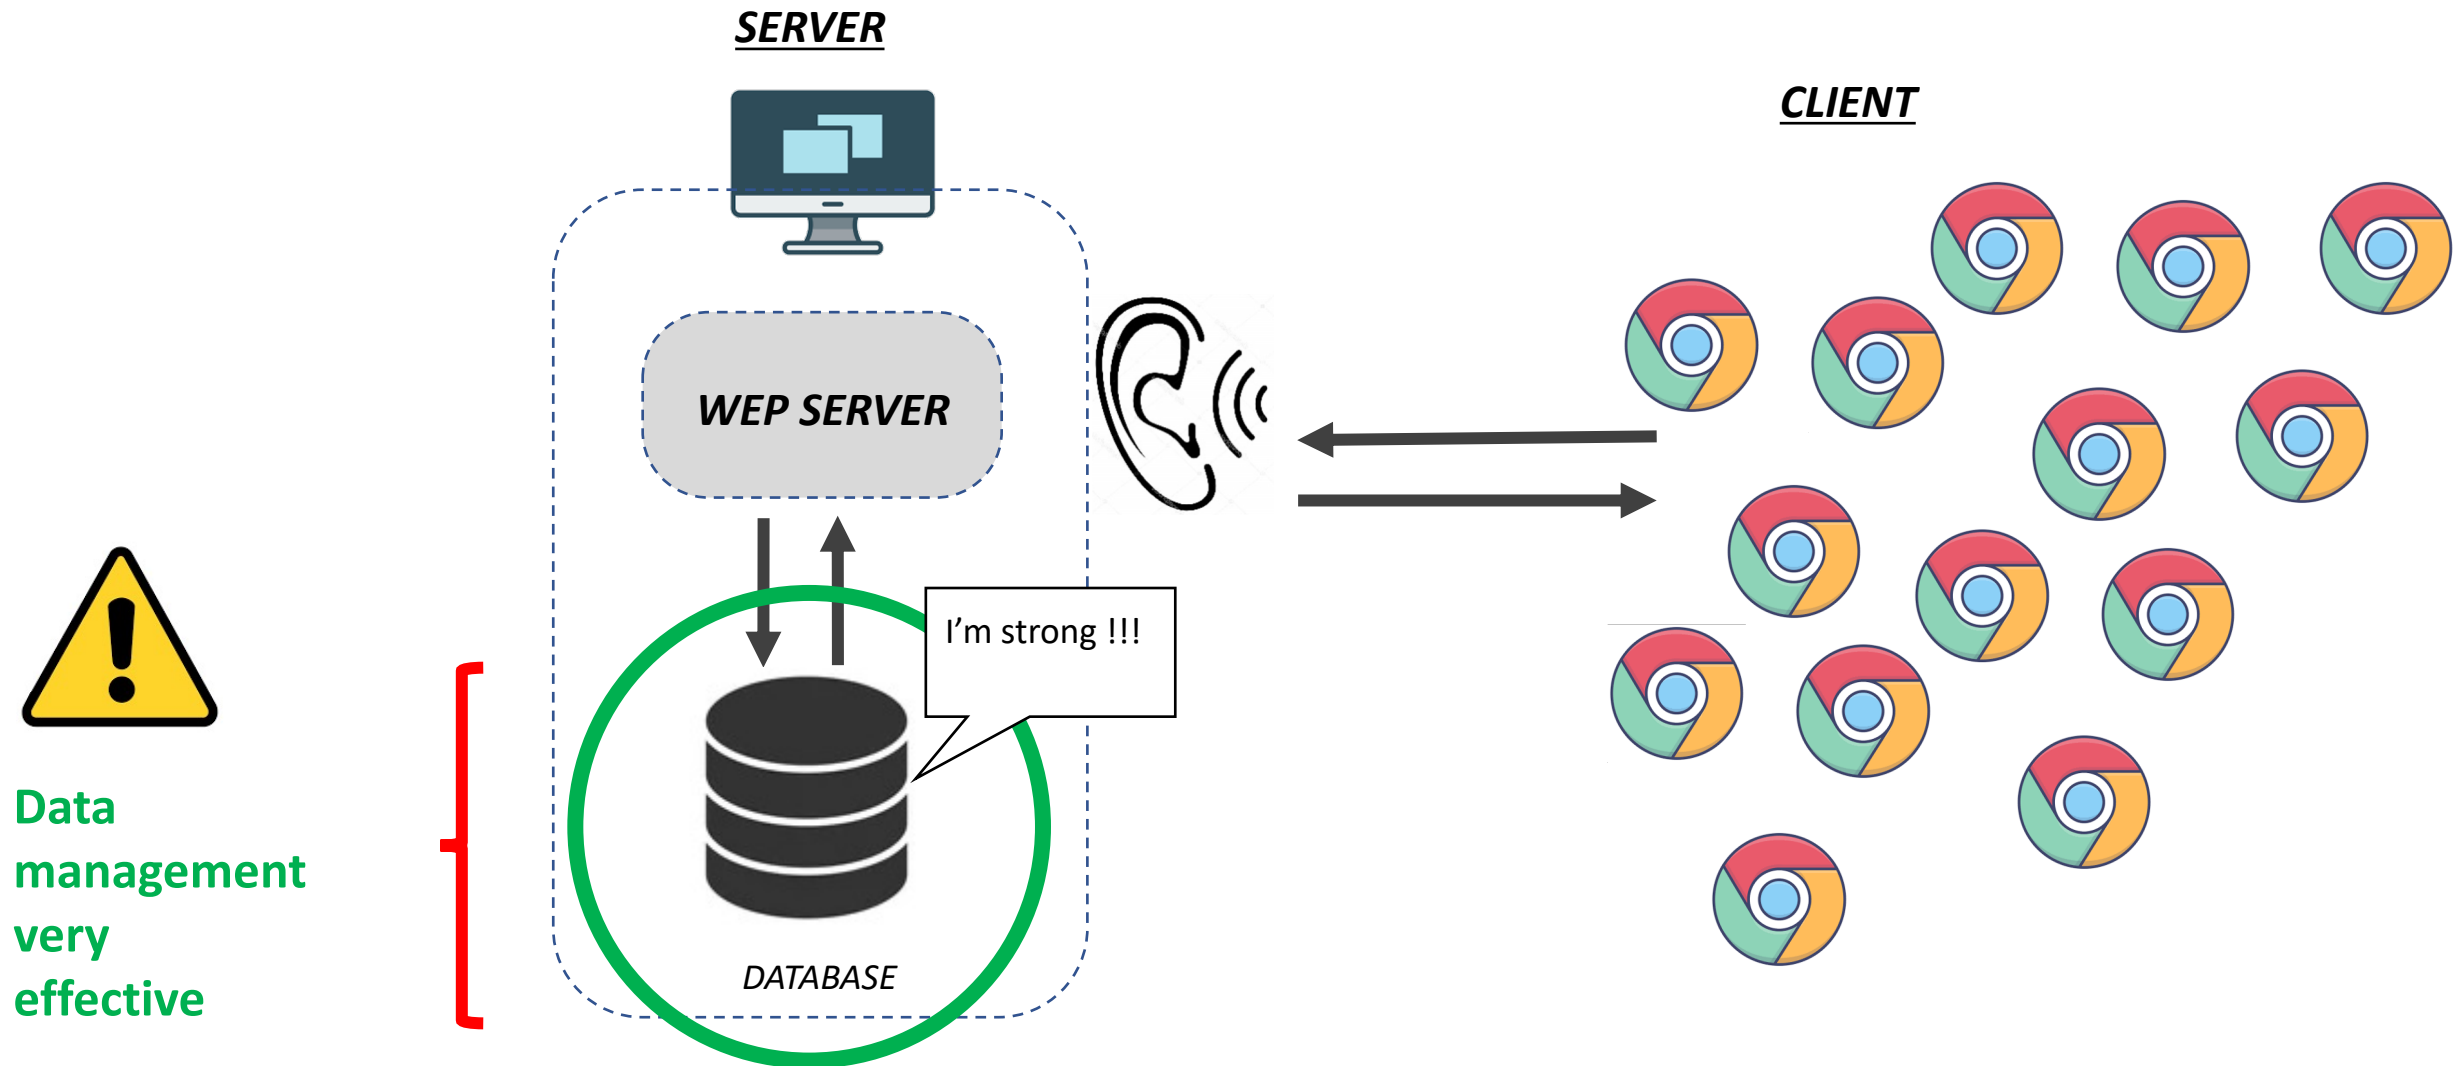 SERVER
CLIENT
WEP SERVER
I'm strong !!!
Data
management
very
effective
DATABASE